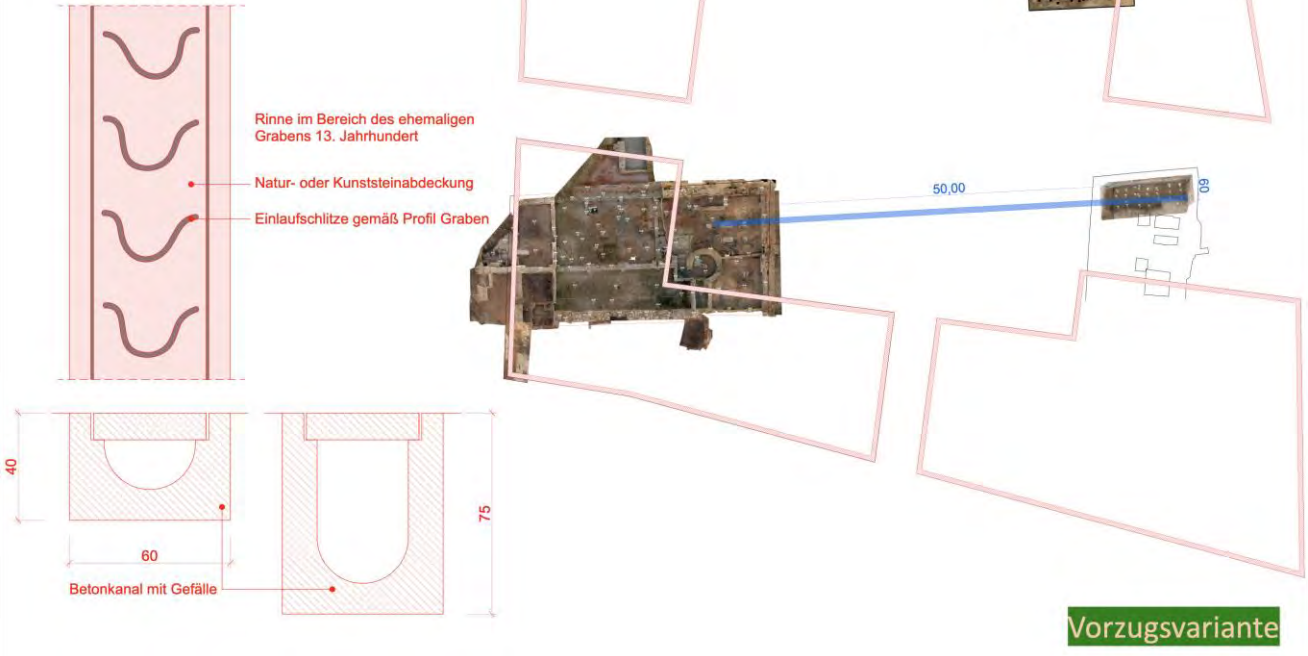 Rinne im Bereich des ehemaligen
Grabens 13. Jahrhundert
Natur- oder Kunststeinabdeckung
Einlaufschlitze gemäß Profil Graben
50,00
09
40
60
75
Betonkanal mit Gefälle
Vorzugsvariante